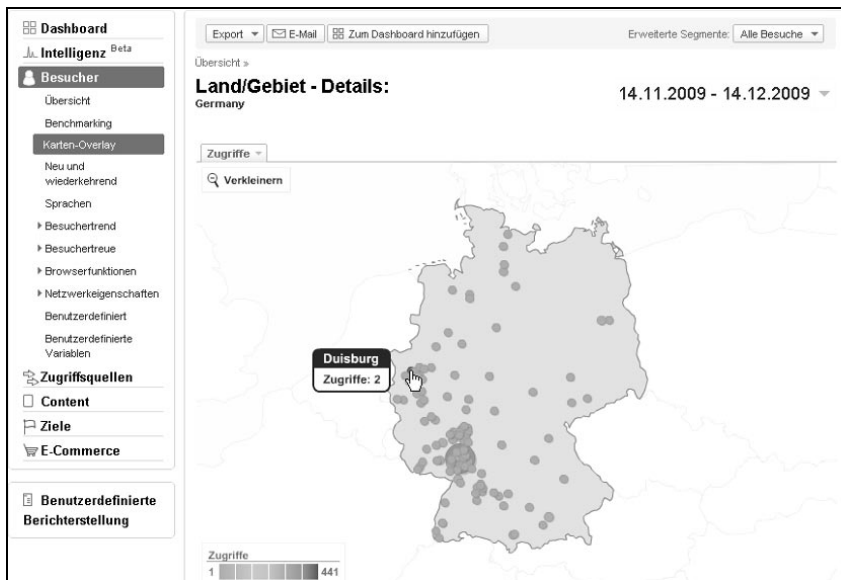 Dashboard
Intelligenz Beta
Besucher
Übersicht
Benchmarking
Karten-Overlay
Neu und
wiederkehrend
Sprachen
Besuchertrend
Besuchertreue
Browserfunktionen
Netzwerkeigenschaften
Benutzerdefiniert
Benutzerdefinierte
Variablen
Zugriffsquellen
Content
Ziele
E-Commerce
Benutzerdefinierte
Berichterstellung
Export E-Mail Zum Dashboard hinzufügen Erweiterte Segmente: Alle Besuche
Übersicht »
Land/Gebiet - Details:
Germany
14.11.2009 - 14.12.2009
Zugriffe
Verkleinern
Duisburg
Zugriffe: 2
Zugriffe
1 441